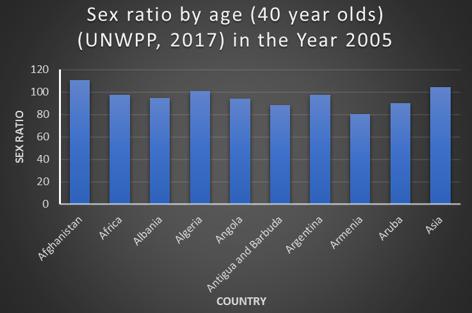 Sex ratio by age (40 year olds)
(UNWPP, 2017) in the Year 2005
SEX RATIO
120
100
80
60
40
20
0
Afghanistan
Africa
Albania
Algeria
Angola
Antigua and Barbuda
Argentina
Armenia
Aruba
Asia
COUNTRY